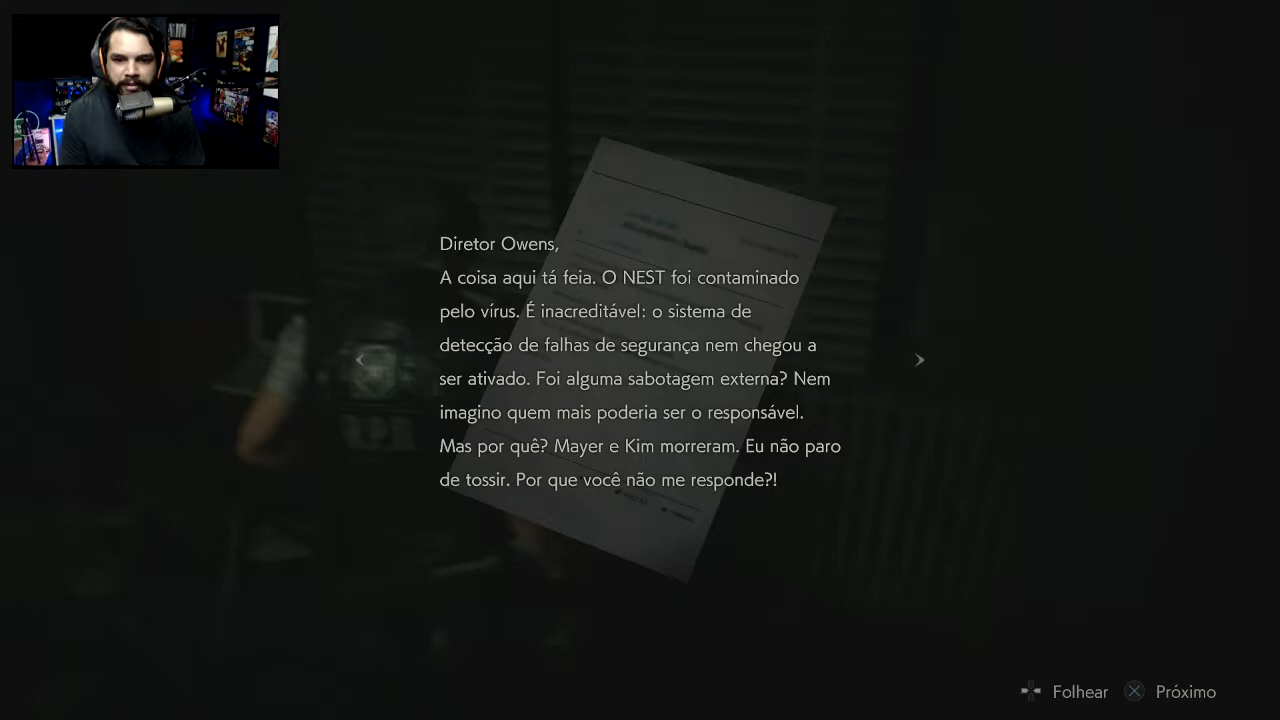 Diretor Owens,
A coisa aqui tá feia. O NEST foi contaminado
pelo vírus. É inacreditável: o sistema de
detecção de falhas de segurança nem chegou a
ser ativado. Foi alguma sabotagem externa? Nem
imagino quem mais poderia ser o responsável.
Mas por quê? Mayer e Kim morreram. Eu não paro
de tossir. Por que você não me responde?!
Folhear
Próximo